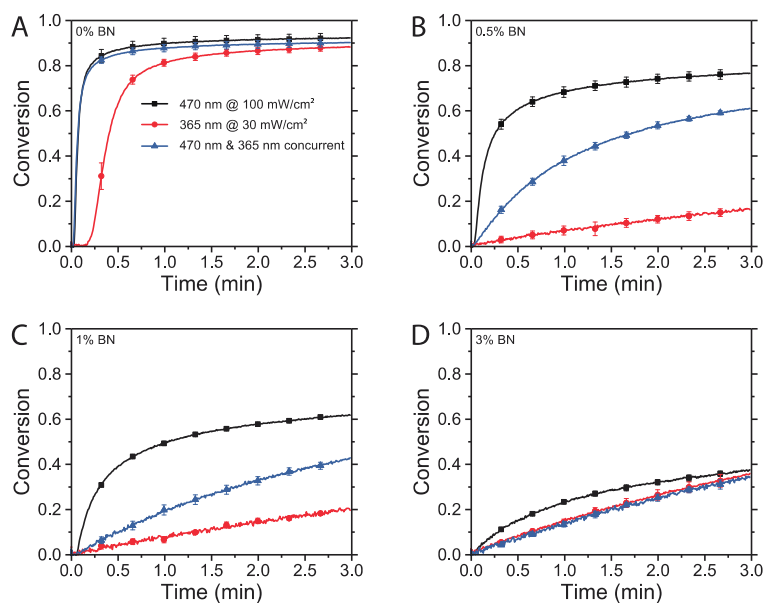 A
0% BN
1.0
0.8
0.6
0.4
0.2
0.0
Conversion
470 nm @ 100 mW/cm²
365 nm @ 30 mW/cm²
470 nm & 365 nm concurrent
0.0 0.5 1.0 1.5 2.0 2.5 3.0
Time (min)
B
0.5% BN
1.0
0.8
0.6
0.4
0.2
0.0
Conversion
0.0 0.5 1.0 1.5 2.0 2.5 3.0
Time (min)
C
1% BN
1.0
0.8
0.6
0.4
0.2
0.0
Conversion
0.0 0.5 1.0 1.5 2.0 2.5 3.0
Time (min)
D
3% BN
1.0
0.8
0.6
0.4
0.2
0.0
Conversion
0.0 0.5 1.0 1.5 2.0 2.5 3.0
Time (min)